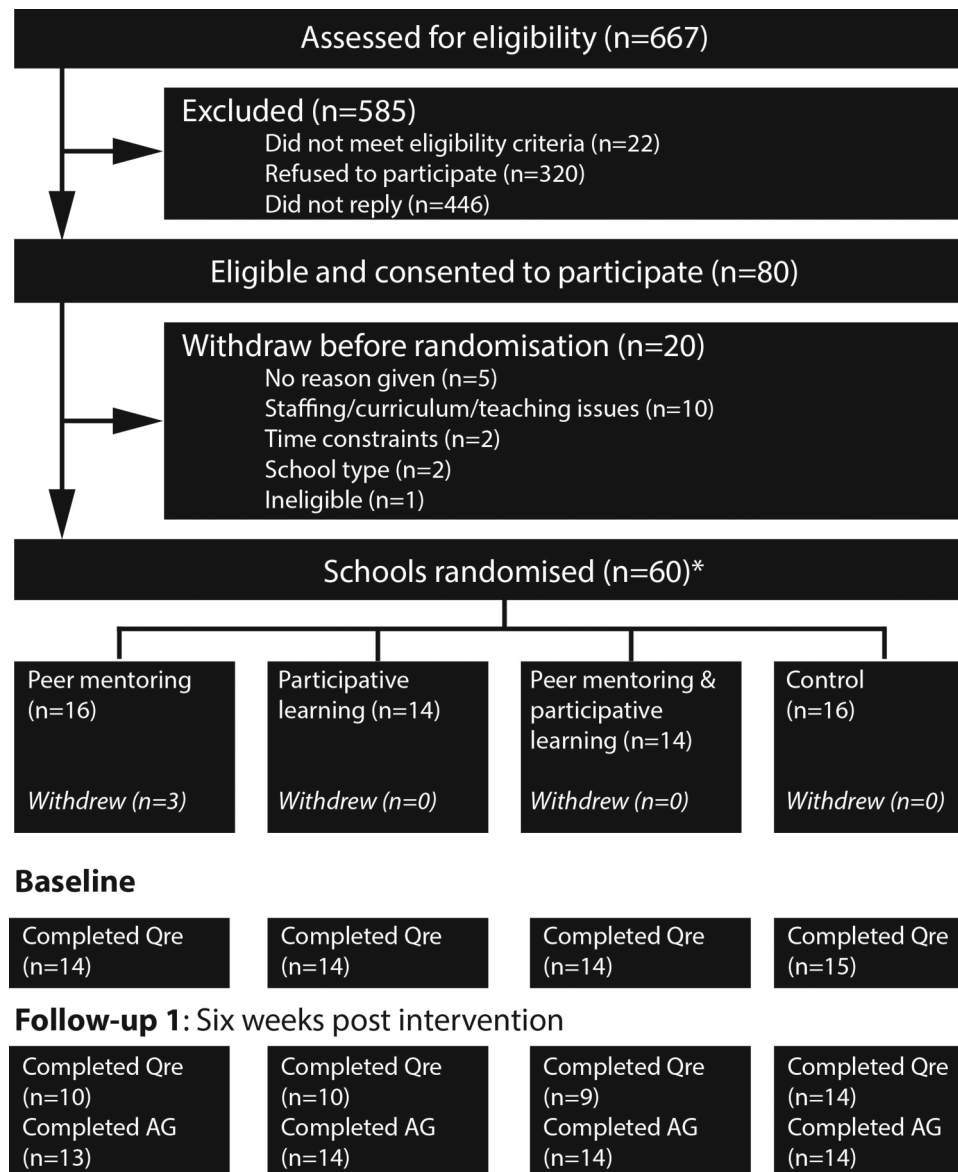 Assessed for eligibility (n=667)
Excluded (n=585)
Did not meet eligibility criteria (n=22)
Refused to participate (n=320)
Did not reply (n=446)
Eligible and consented to participate (n=80)
Withdraw before randomisation (n=20)
No reason given (n=5)
Staffing/curriculum/teaching issues (n=10)
Time constraints (n=2)
School type (n=2)
Ineligible (n=1)
Schools randomised (n=60)*
Peer mentoring
(n=16)
Withdrew (n=3)
Participative
learning (n=14)
Withdrew (n=0)
Peer mentoring &
participative
learning (n=14)
Withdrew (n=0)
Control
(n=16)
Withdrew (n=0)
Baseline
Completed Qre
(n=14)
Completed Qre
(n=14)
Completed Qre
(n=14)
Completed Qre
(n=15)
Follow-up 1: Six weeks post intervention
Completed Qre
(n=10)
Completed AG
(n=13)
Completed Qre
(n=10)
Completed AG
(n=14)
Completed Qre
(n=9)
Completed AG
(n=14)
Completed Qre
(n=14)
Completed AG
(n=14)